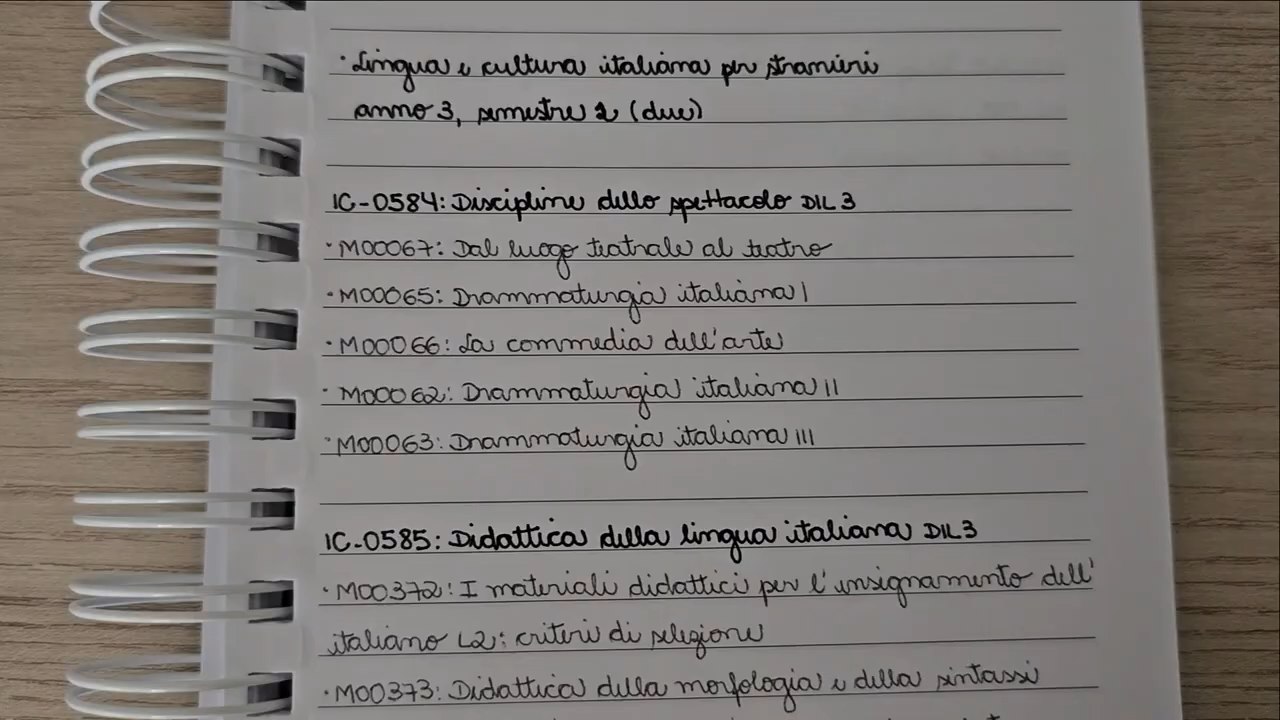 · Lingua e cultura italiana per stranieri
anno 3, semestre 2 (due)
IC-0584: Discipline dello spettacolo DIL 3
· M00067: Dal luogo teatrale al teatro
· M00065: Drammaturgia italiana I
· M00066: La commedia dell'arte
· M00062: Drammaturgia italiana II
· M00063: Drammaturgia italiana III
IC-0585: Didattica della lingua italiana DIL 3
· M00372: I materiali didattici per l'insignamento dell'
italiano L2: criteri di selezione
· M00373: Didattica della morfologia e della sintassi